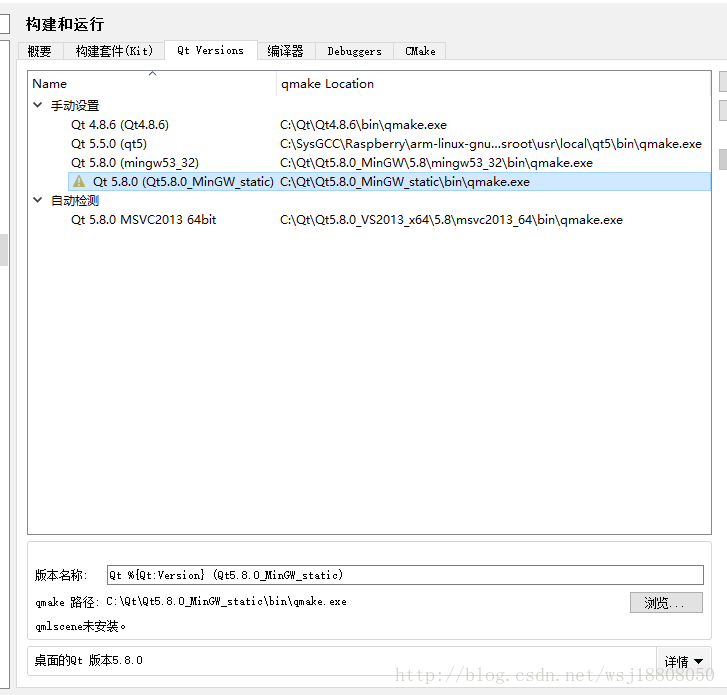 构建和运行
概要 构建套件(Kit) Qt Versions 编译器 Debuggers CMake
Name qmake Location
手动设置
Qt 4.8.6 (Qt4.8.6) C:\Qt\Qt4.8.6\bin\qmake.exe
Qt 5.5.0 (qt5) C:\SysGCC\Raspberry\arm-linux-gnu...sroot\usr\local\qt5\bin\qmake.exe
Qt 5.8.0 (mingw53_32) C:\Qt\Qt5.8.0_MinGW\5.8\mingw53_32\bin\qmake.exe
Qt 5.8.0 (Qt5.8.0_MinGW_static) C:\Qt\Qt5.8.0_MinGW_static\bin\qmake.exe
自动检测
Qt 5.8.0 MSVC2013 64bit C:\Qt\Qt5.8.0_VS2013_x64\5.8\msvc2013_64\bin\qmake.exe
版本名称: Qt %{Qt:Version} (Qt5.8.0_MinGW_static)
qmake 路径: C:\Qt\Qt5.8.0_MinGW_static\bin\qmake.exe 浏览...
qmlscene未安装。
桌面的Qt 版本5.8.0 详情
http://blog.csdn.net/wsj18808050